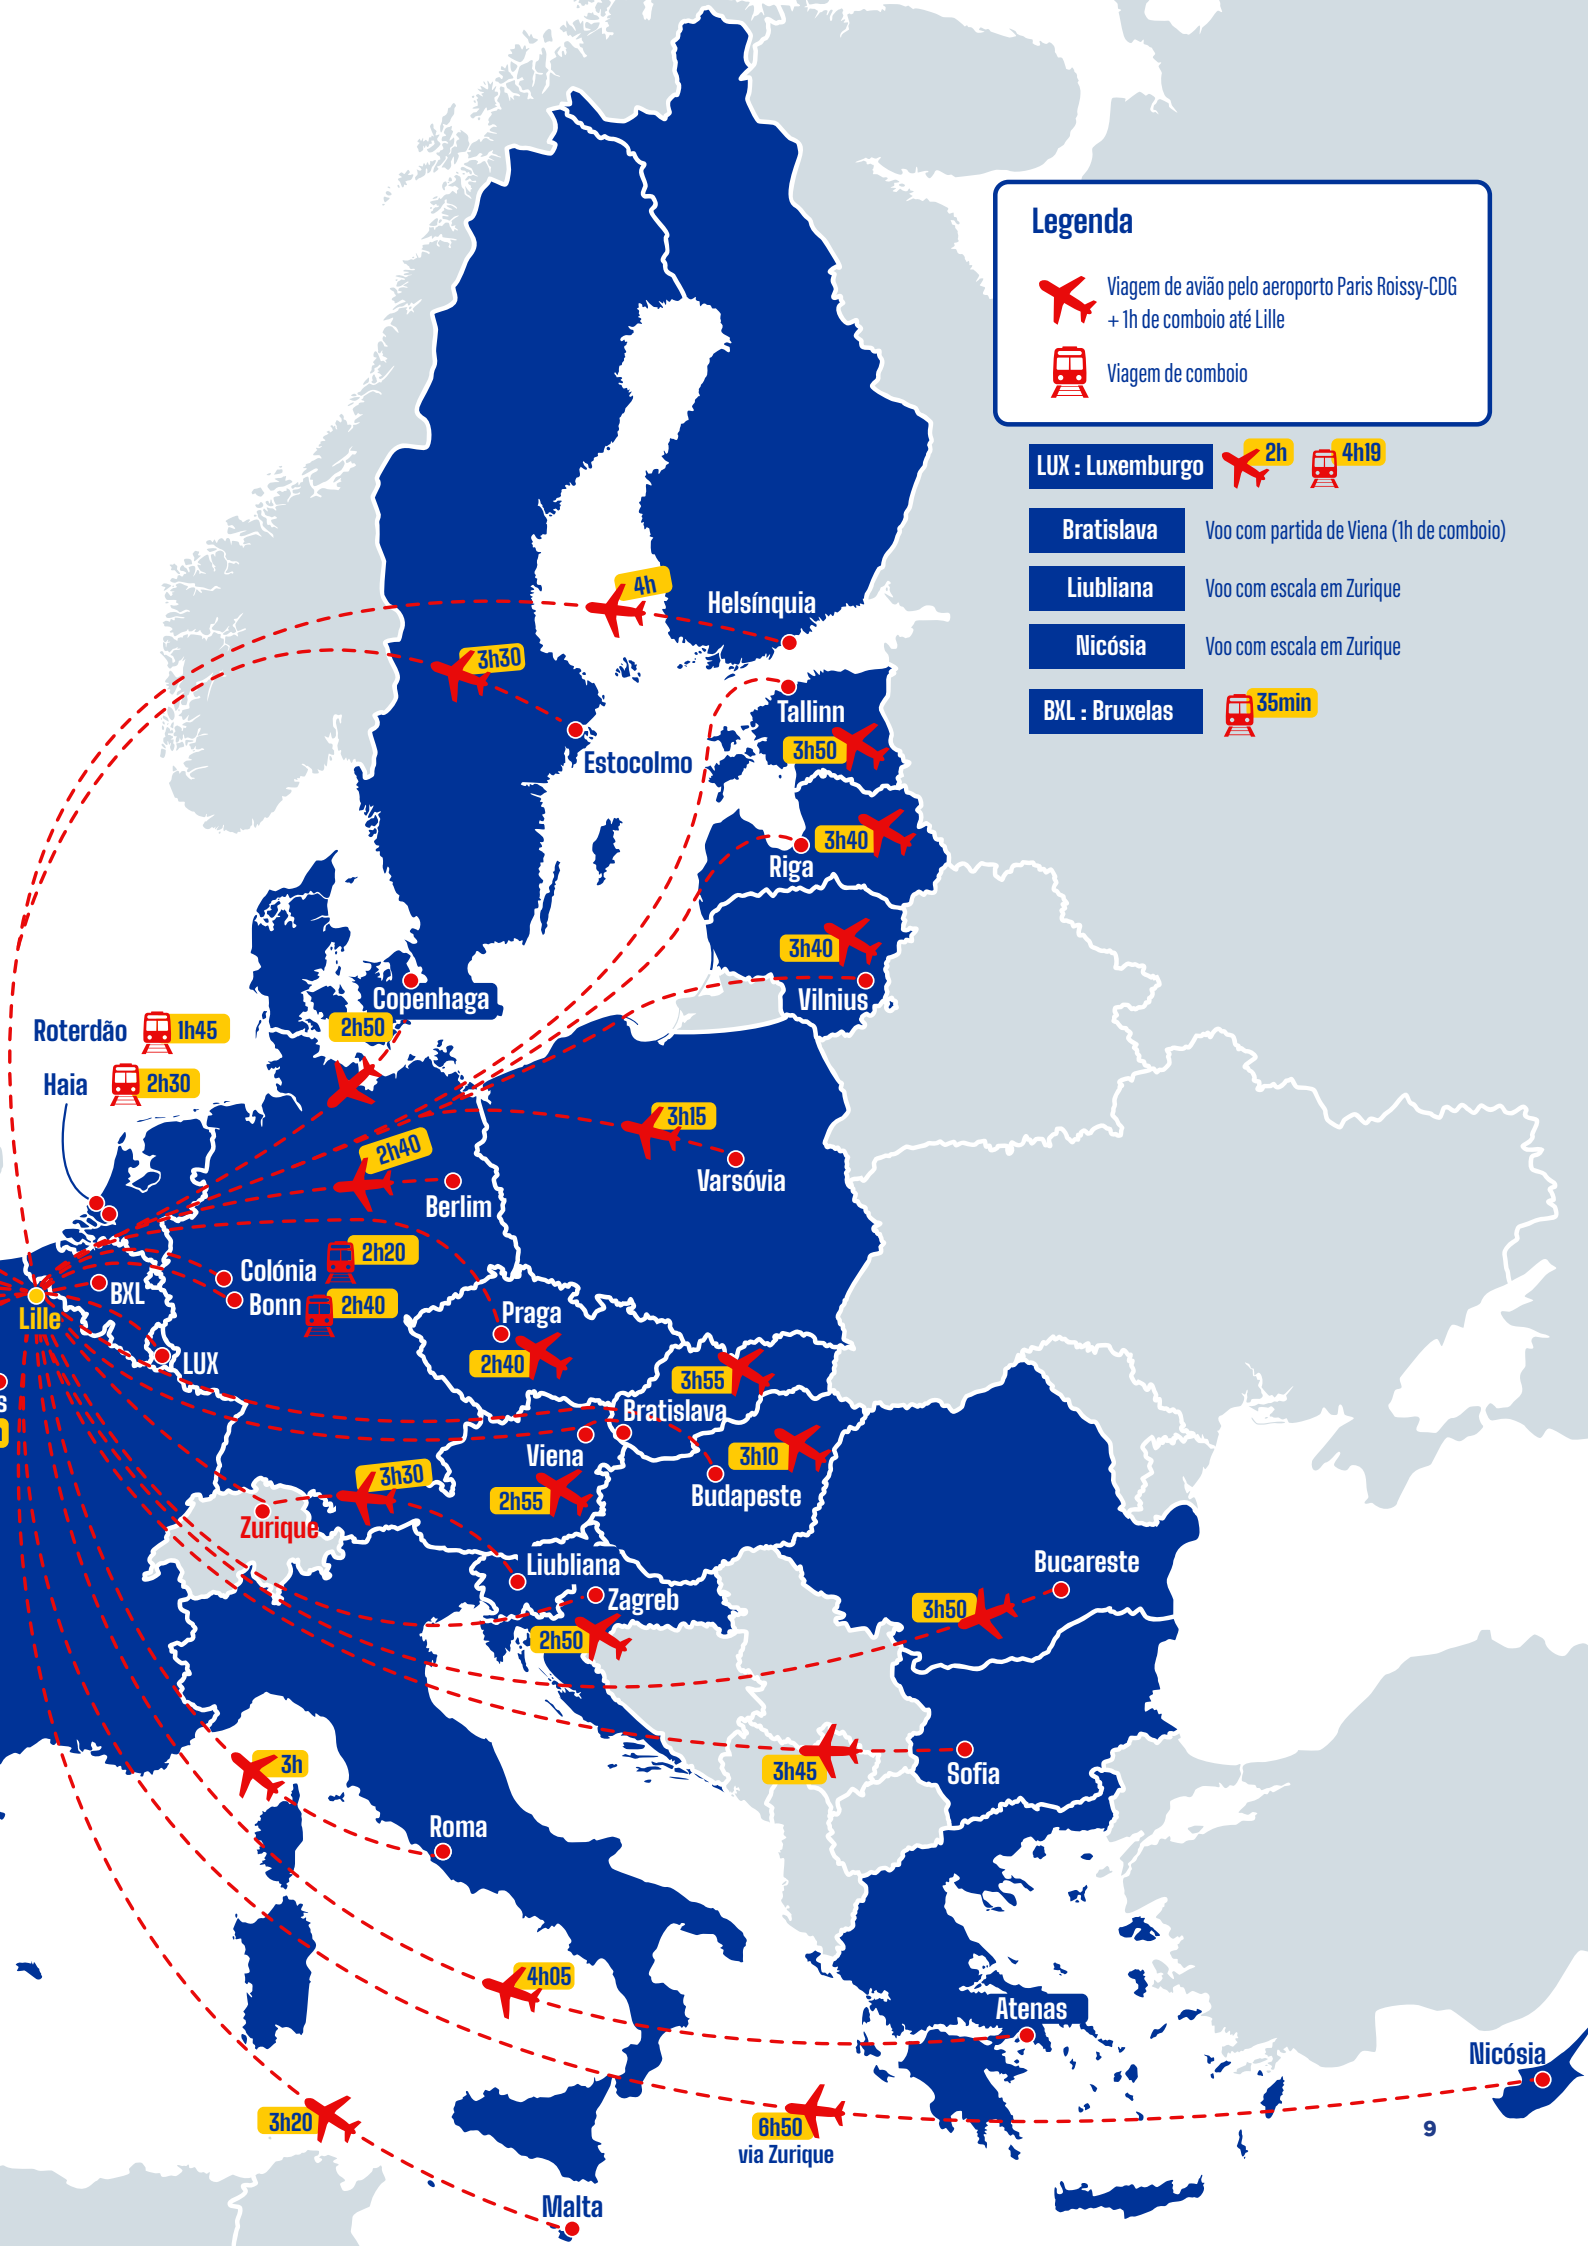 Legenda
Viagem de avião pelo aeroporto Paris Roissy-CDG
+ 1h de comboio até Lille
Viagem de comboio
LUX : Luxemburgo
2h
4h19
Bratislava
Voo com partida de Viena (1h de comboio)
Liubliana
Voo com escala em Zurique
Nicósia
Voo com escala em Zurique
BXL : Bruxelas
35min
4h
Helsínquia
3h30
Estocolmo
Tallinn
3h50
3h40
Riga
3h40
Vilnius
Copenhaga
2h50
Roterdão
1h45
Haia
2h30
3h15
Varsóvia
2h40
Berlim
Colónia
2h20
Bonn
2h40
BXL
Lille
LUX
s
Praga
2h40
3h55
Bratislava
Viena
2h55
3h10
Budapeste
3h30
Zurique
Liubliana
Zagreb
2h50
Bucareste
3h50
3h45
Sofia
3h
Roma
4h05
Atenas
Nicósia
6h50
via Zurique
3h20
Malta
9